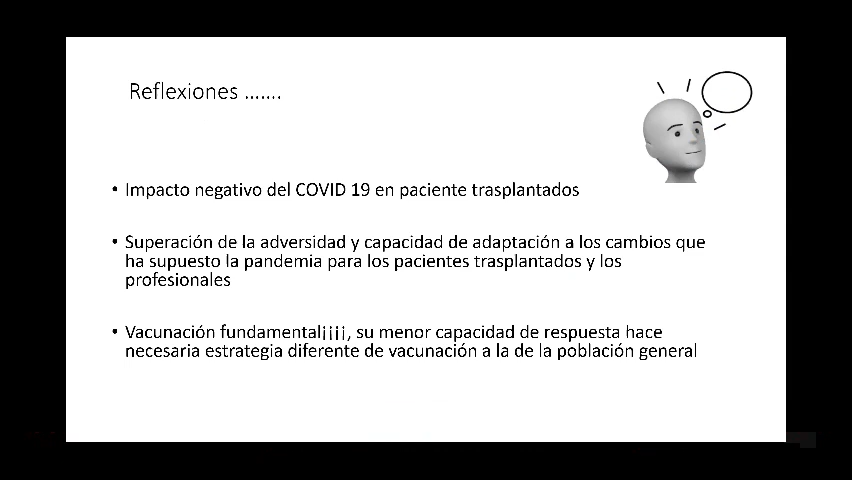 Reflexiones .......
• Impacto negativo del COVID 19 en paciente trasplantados
• Superación de la adversidad y capacidad de adaptación a los cambios que
ha supuesto la pandemia para los pacientes trasplantados y los
profesionales
• Vacunación fundamental¡¡¡¡, su menor capacidad de respuesta hace
necesaria estrategia diferente de vacunación a la de la población general